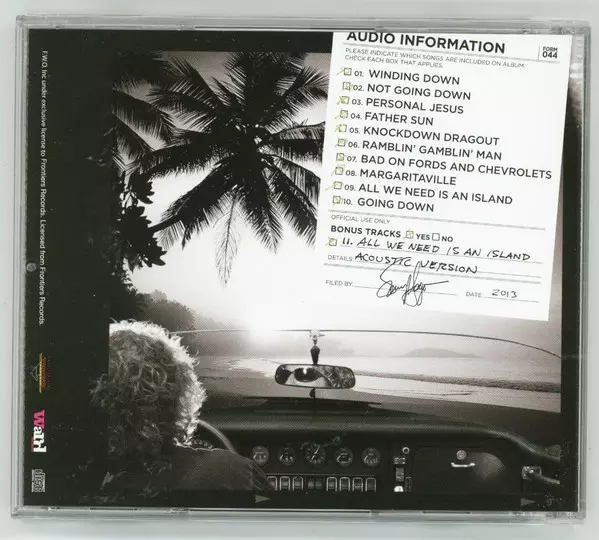 AUDIO INFORMATION
FORM
044
PLEASE INDICATE WHICH SONGS ARE INCLUDED ON ALBUM.
CHECK EACH BOX THAT APPLIES.
01. WINDING DOWN
02. NOT GOING DOWN
03. PERSONAL JESUS
04. FATHER SUN
05. KNOCKDOWN DRAGOUT
06. RAMBLIN' GAMBLIN' MAN
07. BAD ON FORDS AND CHEVROLETS
08. MARGARITAVILLE
09. ALL WE NEED IS AN ISLAND
10. GOING DOWN
OFFICIAL USE ONLY
BONUS TRACKS YES NO
11. ALL WE NEED IS AN ISLAND
DETAILS: ACOUSTIC VERSION
FILED BY: DATE: 2013
F.W.O. Inc under exclusive license to Frontiers Records. Licensed from Frontiers Records.